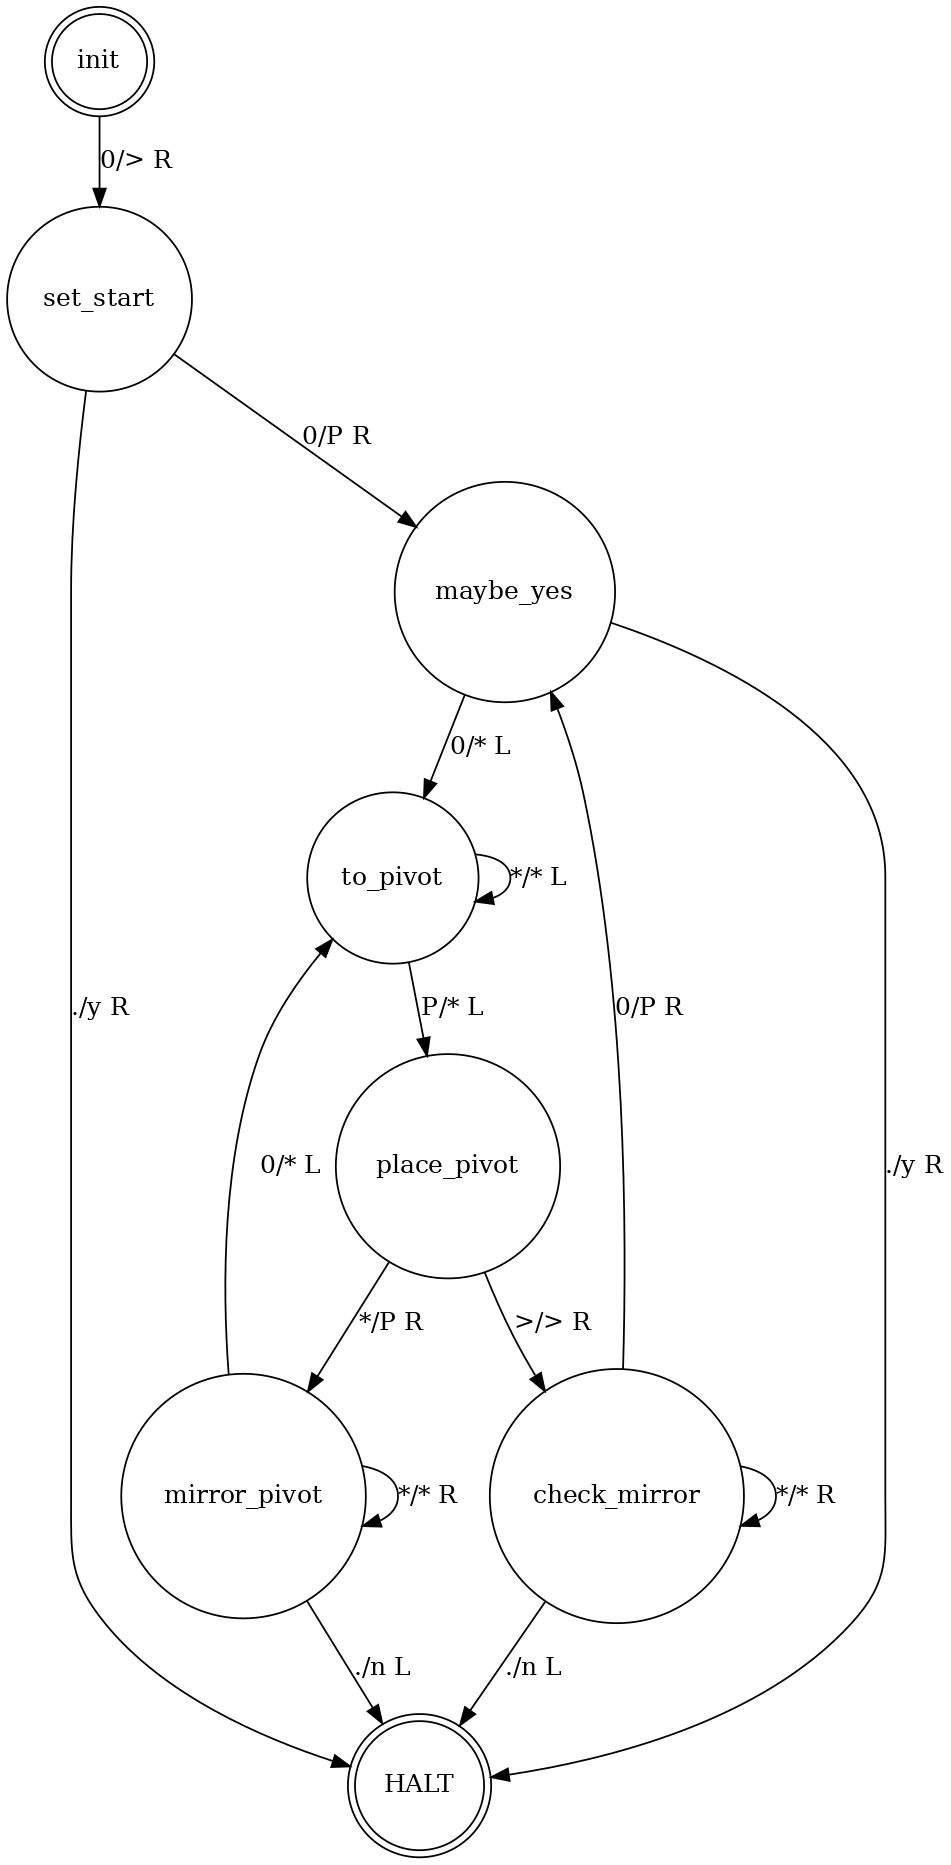 init
0/> R
set_start
0/P R
maybe_yes
0/* L
to_pivot
*/* L
./y R
P/* L
0/P R
0/* L
place_pivot
./y R
*/P R
>/> R
mirror_pivot
*/* R
check_mirror
*/* R
./n L
./n L
HALT